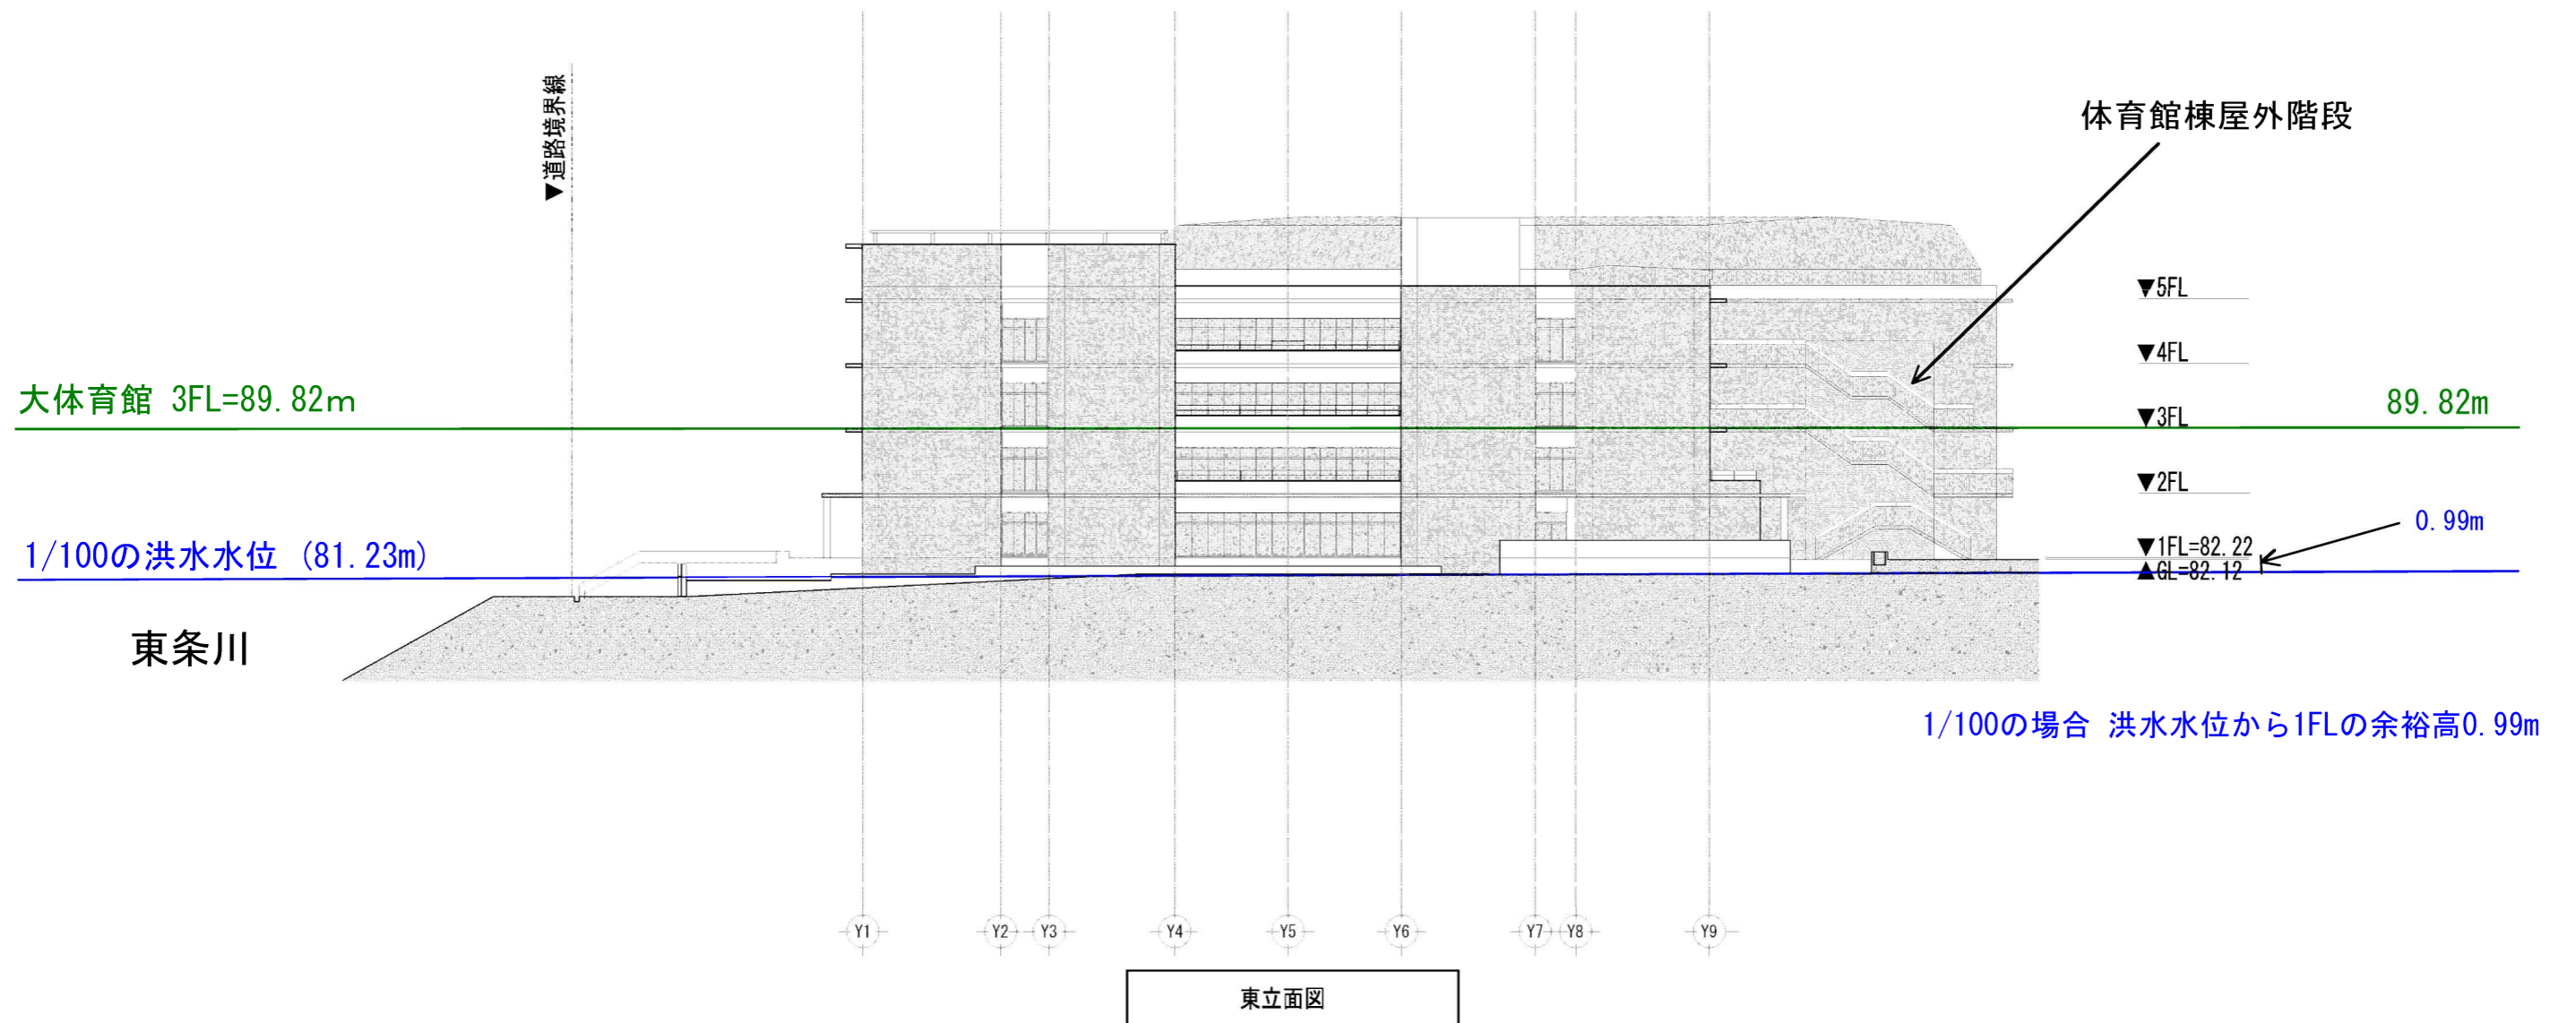 ▼道路境界線
体育館棟屋外階段
▼5FL
▼4FL
大体育館 3FL=89.82m
89.82m
▼3FL
▼2FL
0.99m
1/100の洪水水位 (81.23m)
▼1FL=82.22
▲GL=82.12
東条川
1/100の場合 洪水水位から1FLの余裕高0.99m
Y1 Y2 Y3 Y4 Y5 Y6 Y7 Y8 Y9
東立面図